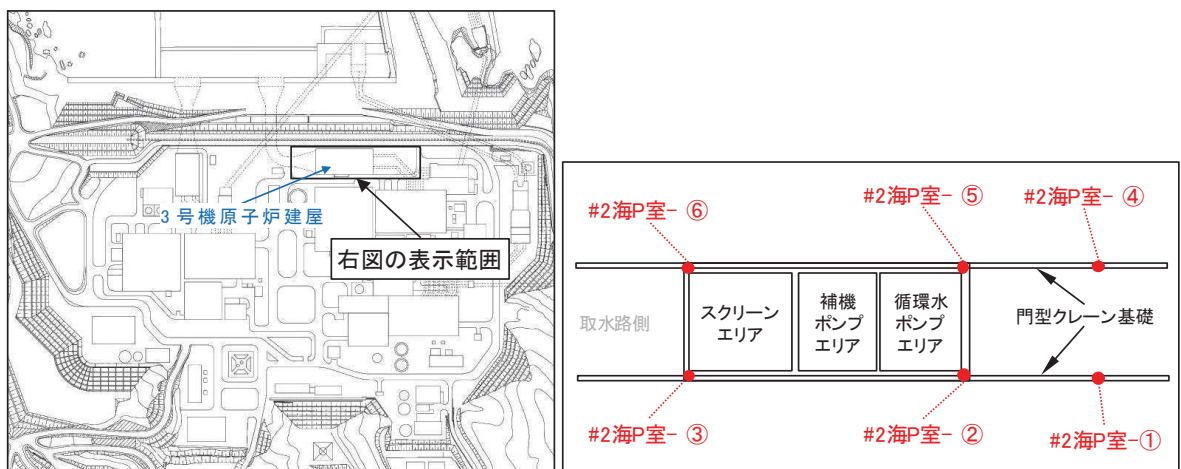 3号機原子炉建屋
右図の表示範囲
#2海P室- ⑥
#2海P室- ⑤
#2海P室- ④
取水路側
スクリーン
エリア
補機
ポンプ
エリア
循環水
ポンプ
エリア
門型クレーン基礎
#2海P室- ③
#2海P室- ②
#2海P室-①